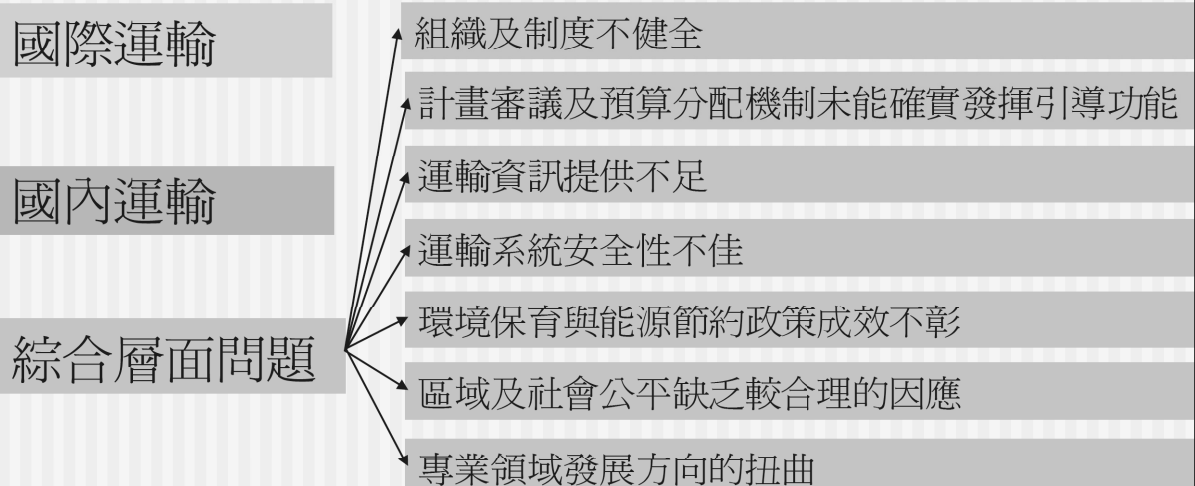 國際運輸
國內運輸
綜合層面問題
組織及制度不健全
計畫審議及預算分配機制未能確實發揮引導功能
運輸資訊提供不足
運輸系統安全性不佳
環境保育與能源節約政策成效不彰
區域及社會公平缺乏較合理的因應
專業領域發展方向的扭曲